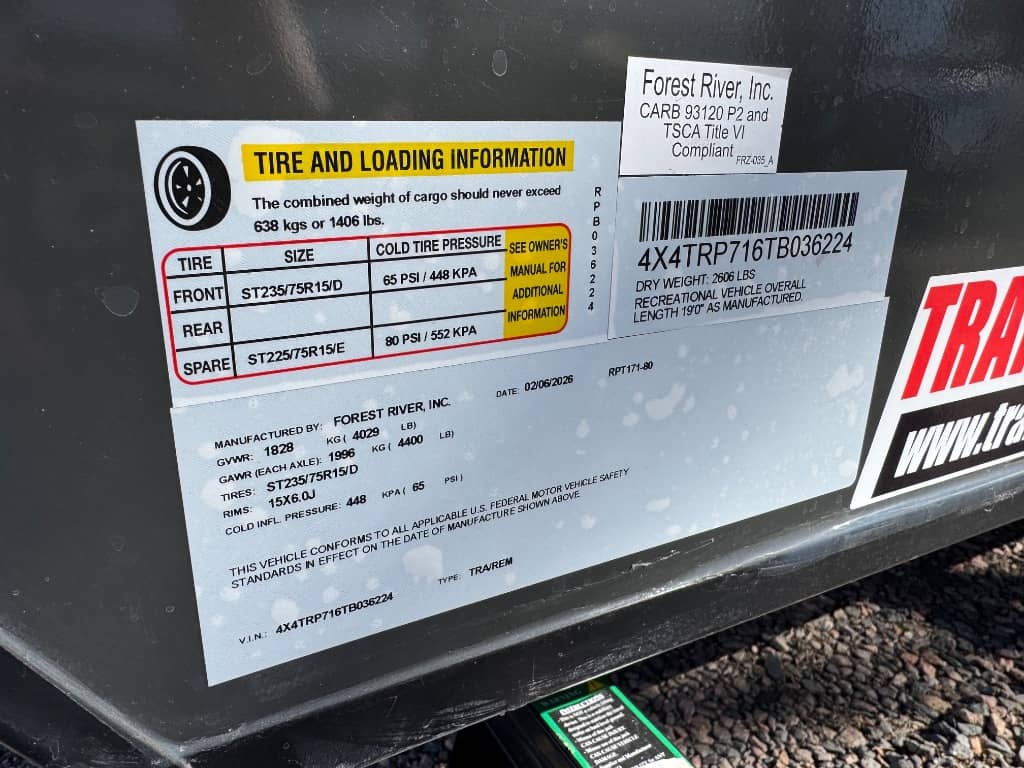 Forest River, Inc.
CARB 93120 P2 and
TSCA Title VI
Compliant FRZ-035_A
TIRE AND LOADING INFORMATION
The combined weight of cargo should never exceed
638 kgs or 1406 lbs.
TIRE SIZE COLD TIRE PRESSURE
FRONT ST235/75R15/D 65 PSI / 448 KPA
REAR
SPARE ST225/75R15/E 80 PSI / 552 KPA
SEE OWNER'S
MANUAL FOR
ADDITIONAL
INFORMATION
RPB036224
4X4TRP716TB036224
DRY WEIGHT: 2606 LBS
RECREATIONAL VEHICLE OVERALL
LENGTH 19'0" AS MANUFACTURED.
MANUFACTURED BY: FOREST RIVER, INC. DATE: 02/06/2026 RPT171-80
GVWR: 1828 KG ( 4029 LB)
GAWR (EACH AXLE): 1996 KG ( 4400 LB)
TIRES: ST235/75R15/D
RIMS: 15X6.0J
COLD INFL. PRESSURE: 448 KPA ( 65 PSI )
THIS VEHICLE CONFORMS TO ALL APPLICABLE U.S. FEDERAL MOTOR VEHICLE SAFETY
STANDARDS IN EFFECT ON THE DATE OF MANUFACTURE SHOWN ABOVE.
TYPE: TRA/REM
V.I.N.: 4X4TRP716TB036224
TRA
www.tra
WARNING